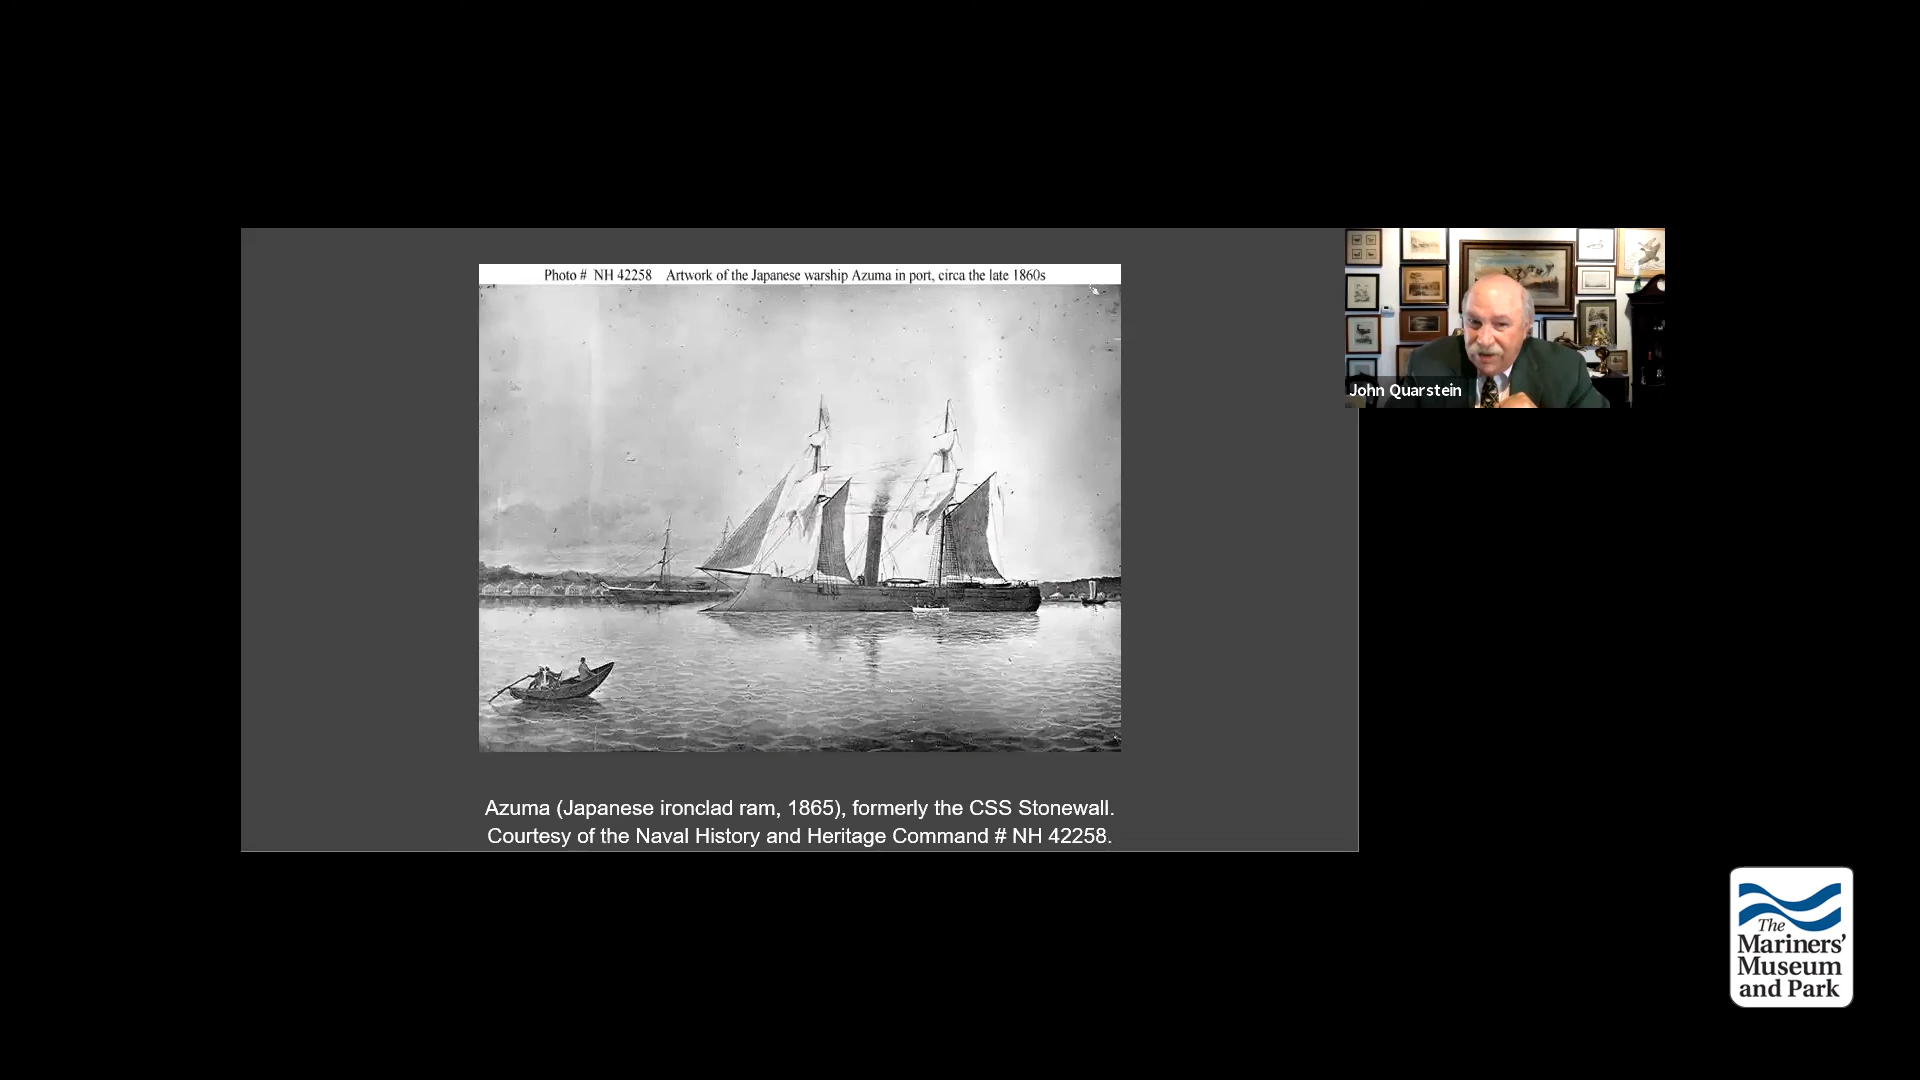 Photo # NH 42258 Artwork of the Japanese warship Azuma in port, circa the late 1860s
John Quarstein
Azuma (Japanese ironclad ram, 1865), formerly the CSS Stonewall.
Courtesy of the Naval History and Heritage Command # NH 42258.
The
Mariners'
Museum
and Park